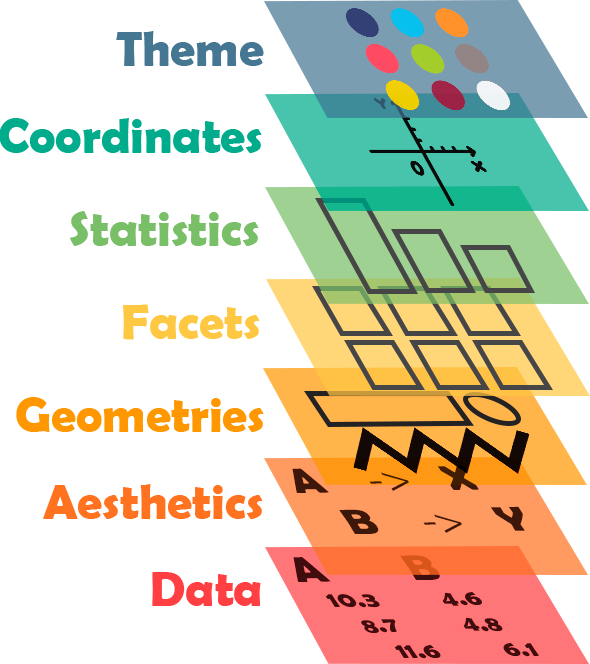 Theme
Y
Coordinates
O X
Statistics
Facets
Geometries
A -> X
Aesthetics
B -> Y
A B
Data
10.3 4.6
8.7 4.8
11.6 6.1